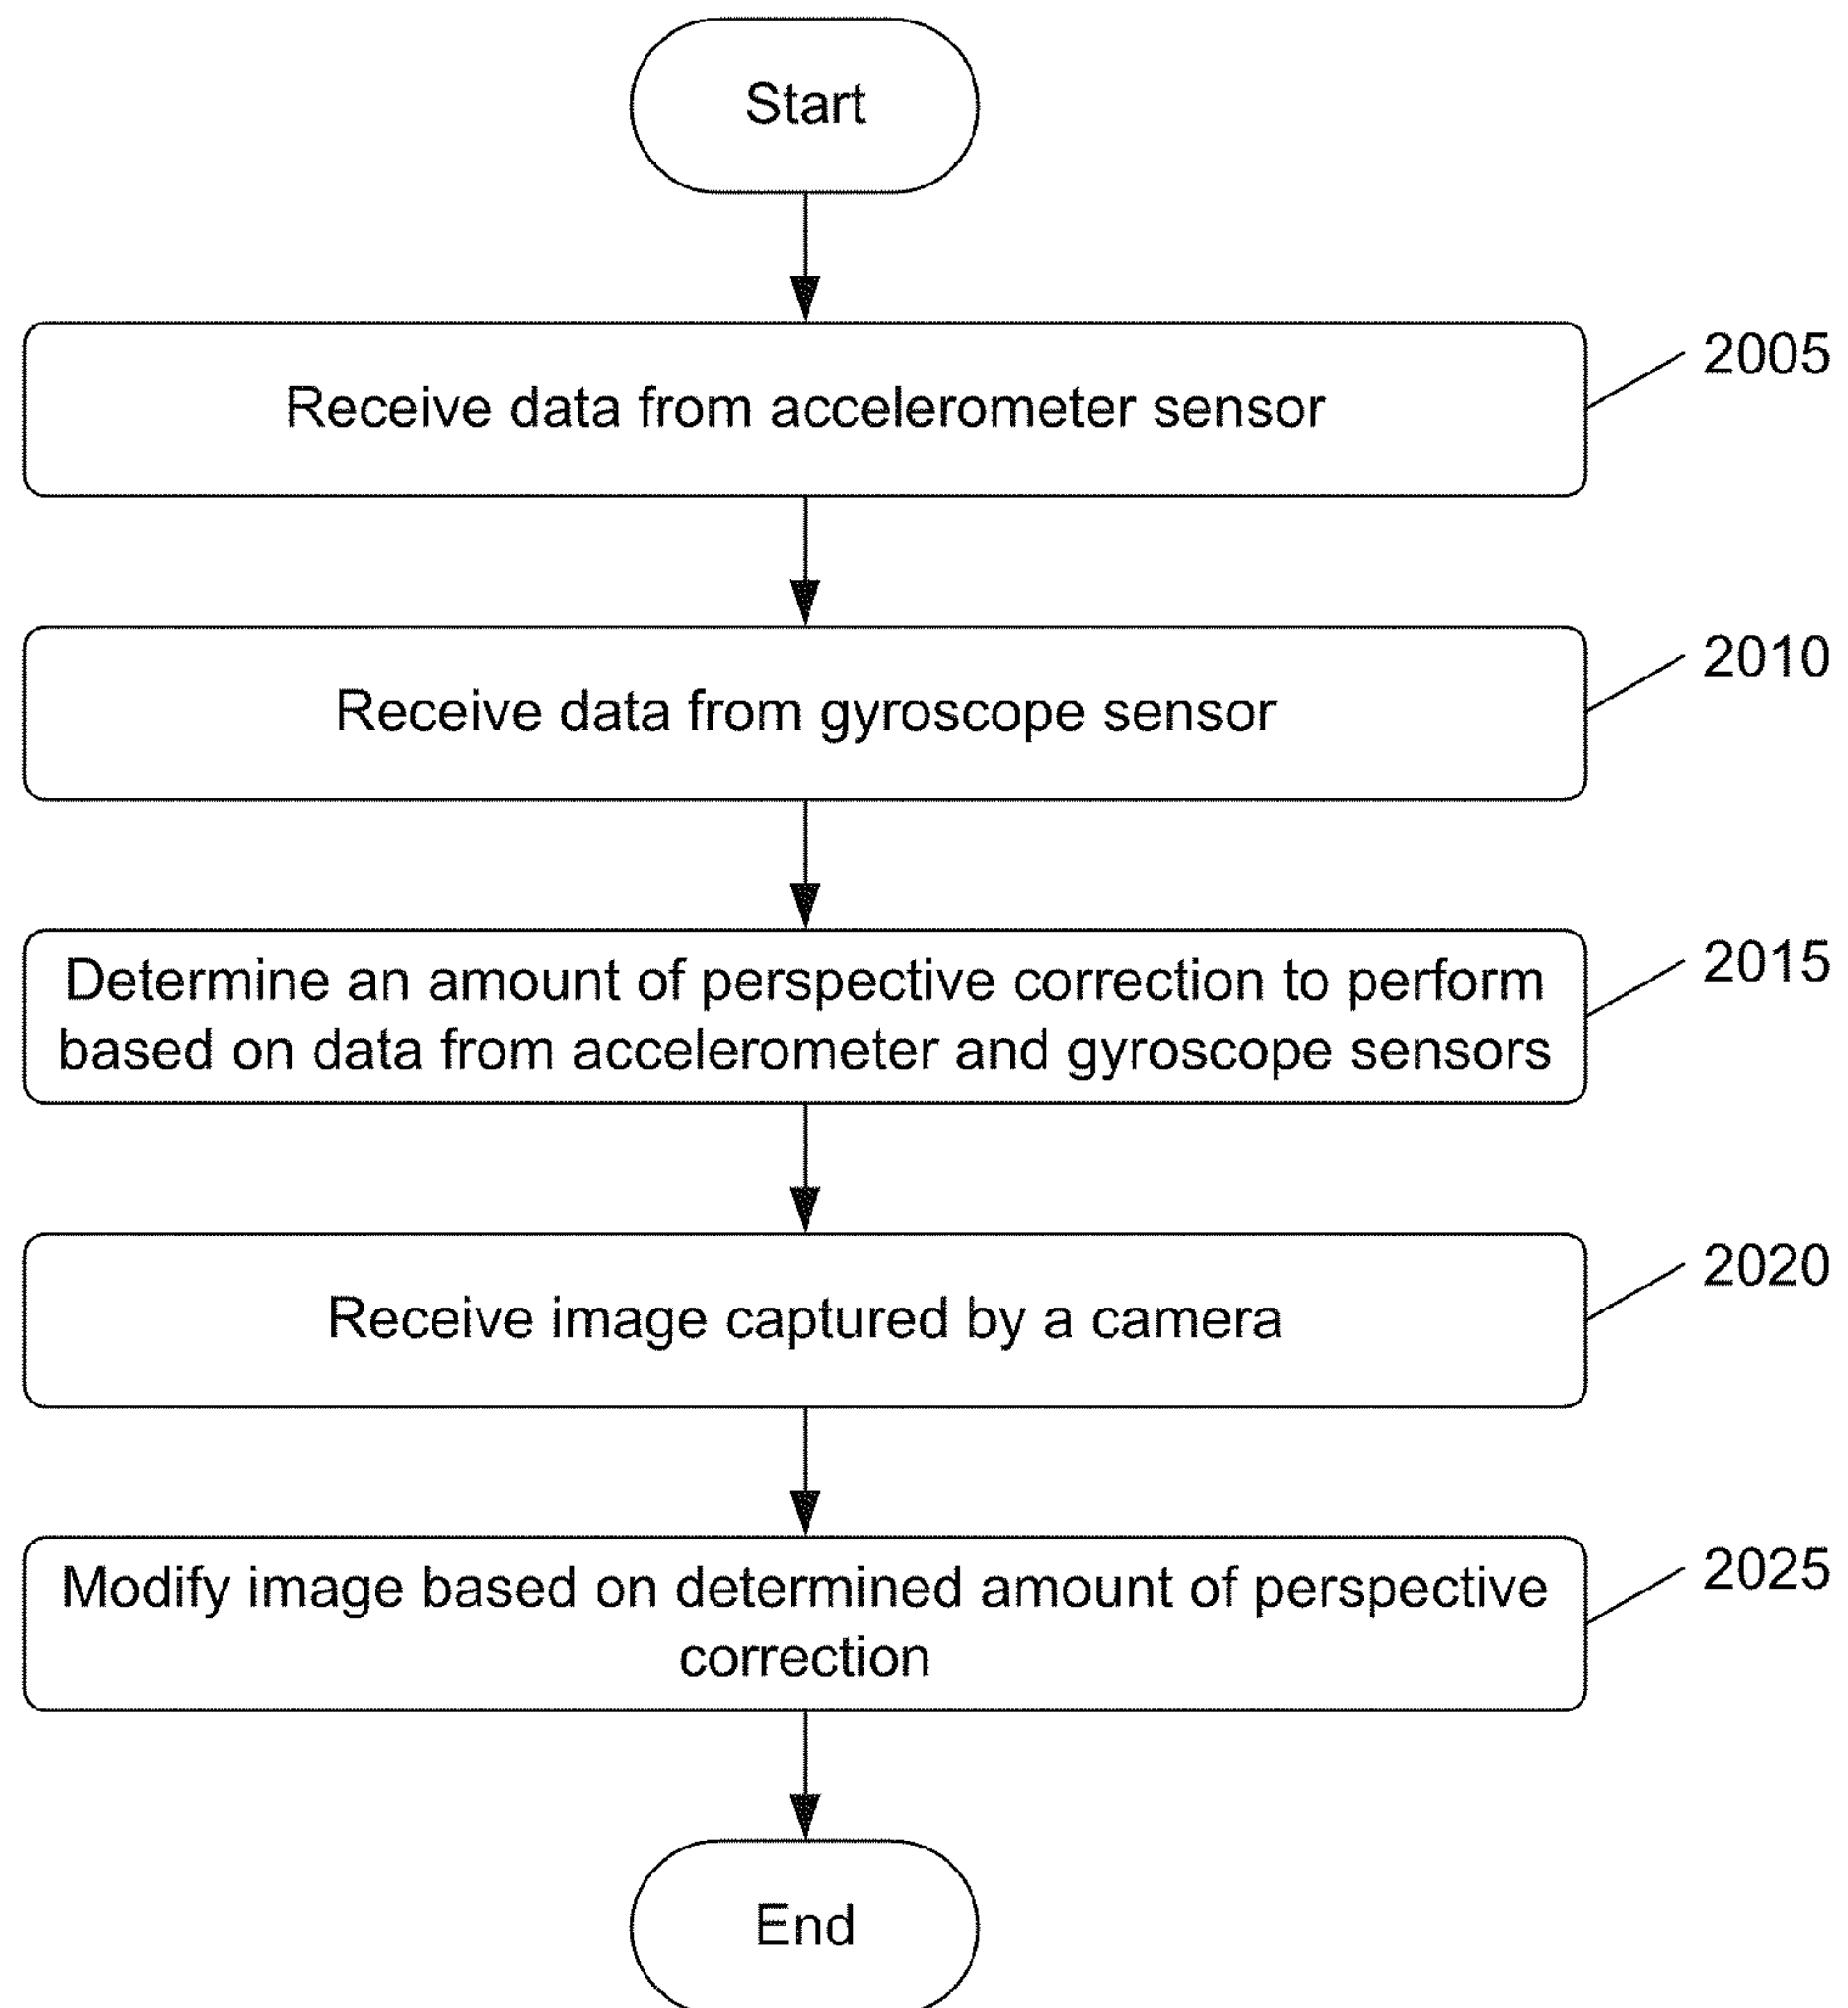 Start
Receive data from accelerometer sensor
2005
Receive data from gyroscope sensor
2010
Determine an amount of perspective correction to perform
based on data from accelerometer and gyroscope sensors
2015
Receive image captured by a camera
2020
Modify image based on determined amount of perspective
correction
2025
End